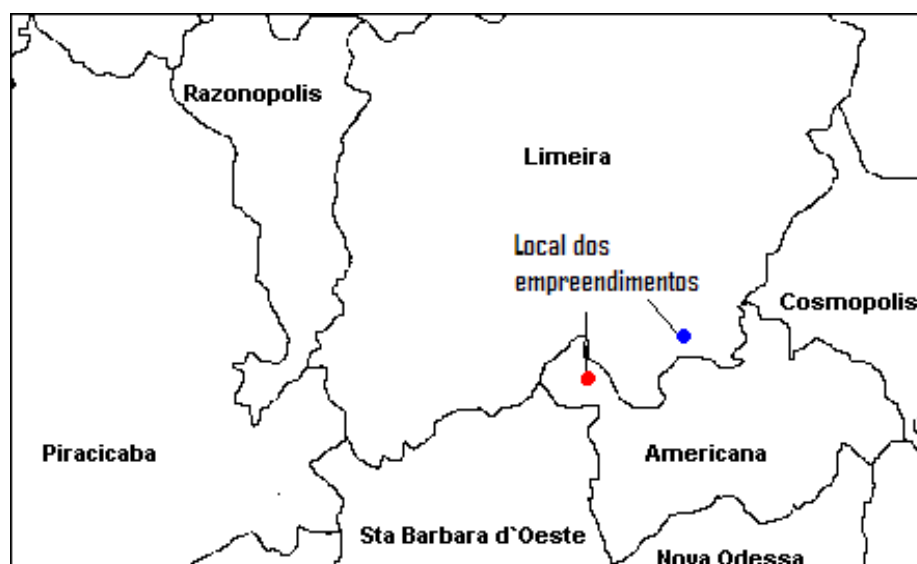 Razonopolis
Limeira
Local dos
empreendimentos
Cosmopolis
Piracicaba
Americana
Sta Barbara d`Oeste
Nova Odessa